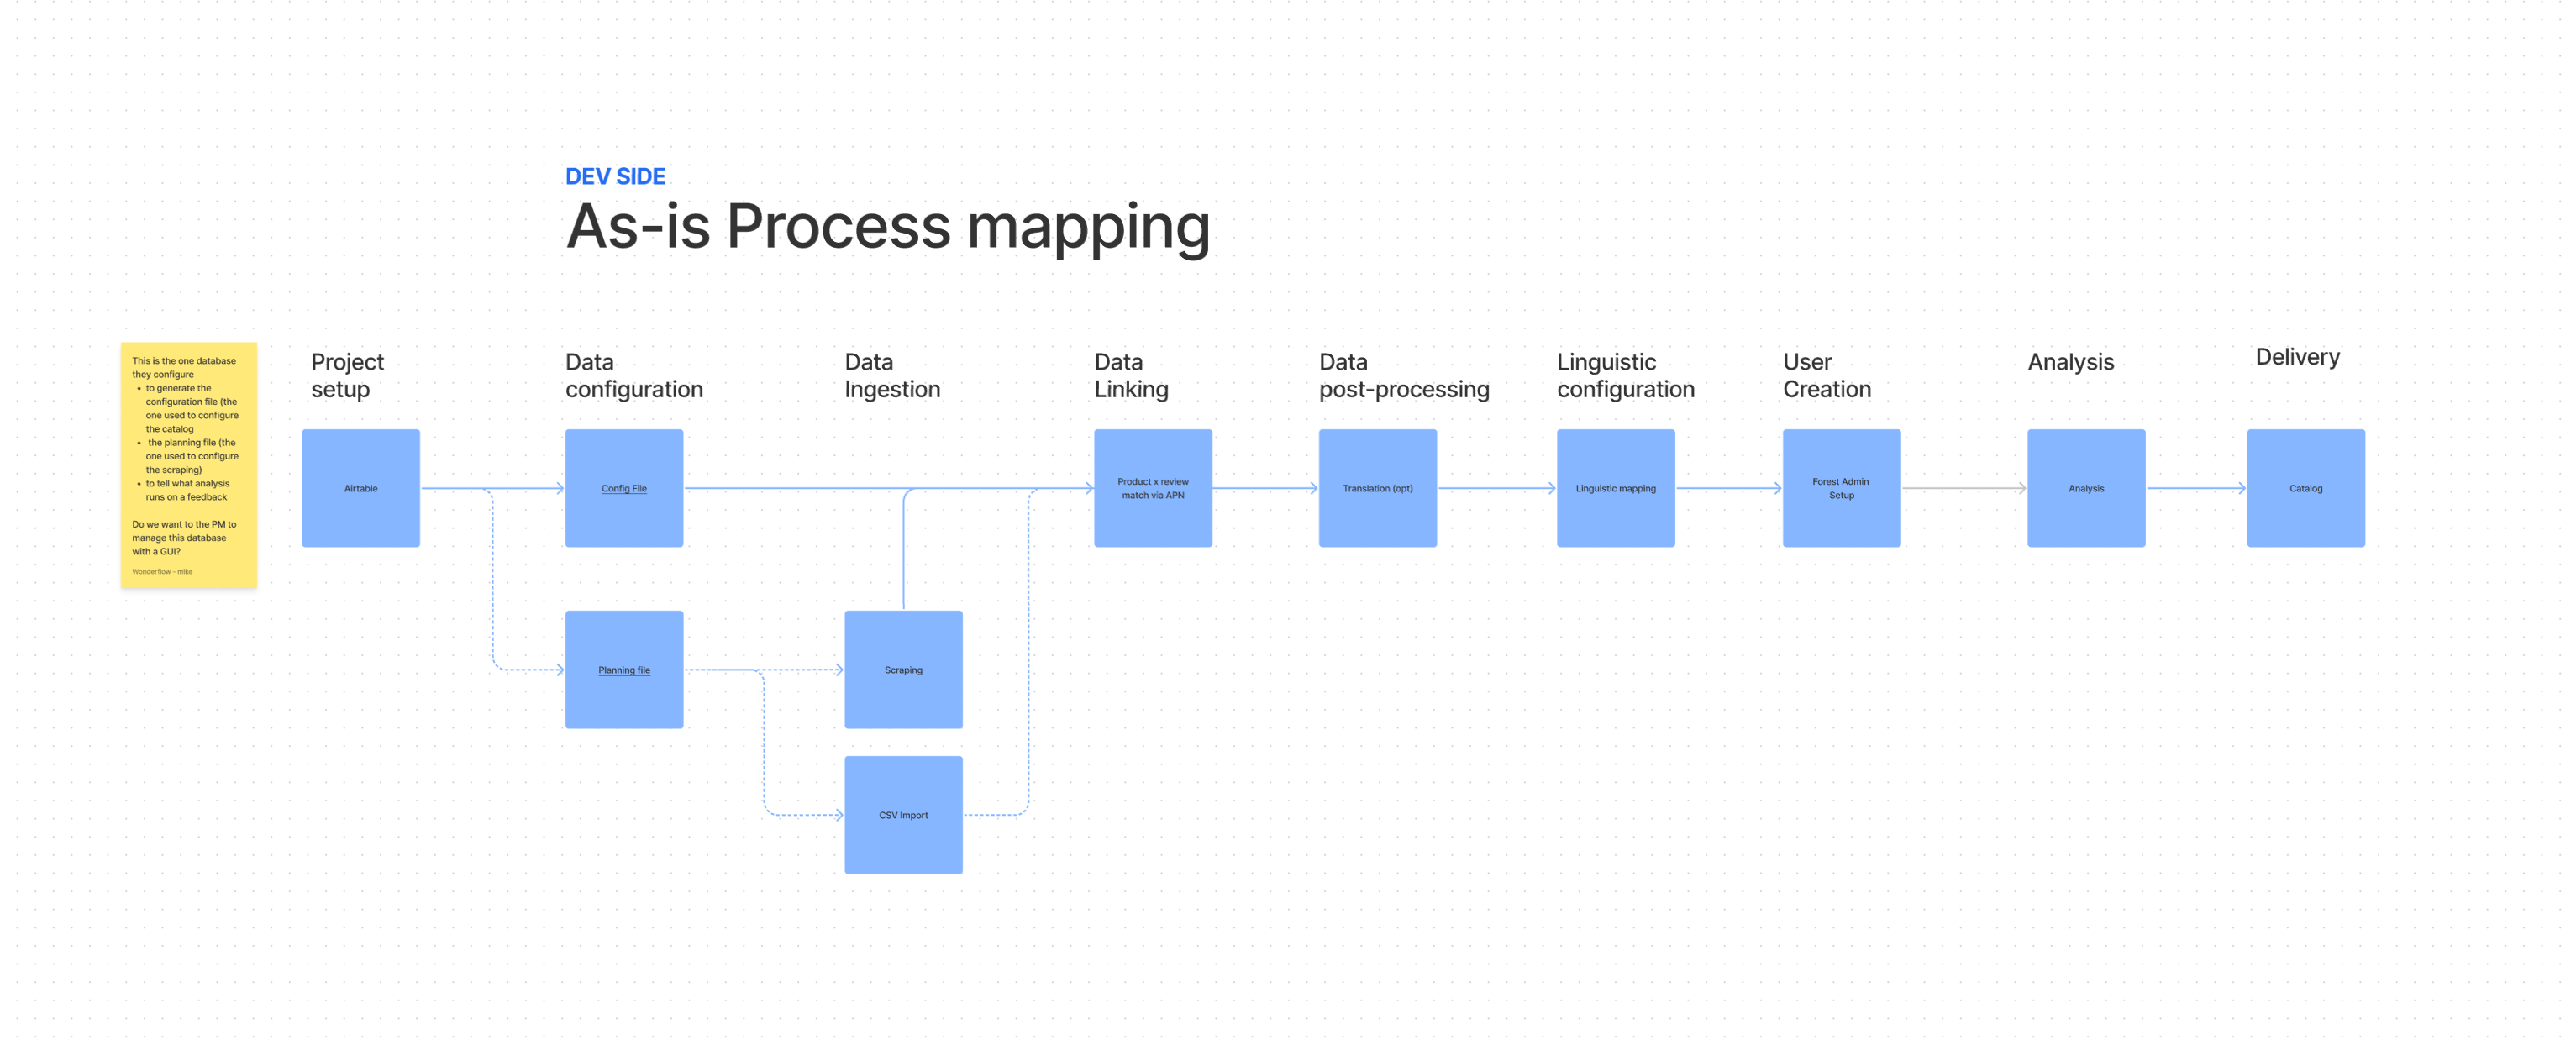 DEV SIDE
As-is Process mapping
This is the one database
they configure
• to generate the
configuration file (the
one used to configure
the catalog
• the planning file (the
one used to configure
the scraping)
• to tell what analysis
runs on a feedback
Do we want to the PM to
manage this database
with a GUI?
Wonderflow - mike
Project
setup
Data
configuration
Data
Ingestion
Data
Linking
Data
post-processing
Linguistic
configuration
User
Creation
Analysis
Delivery
Airtable
Config File
Product x review
match via APN
Translation (opt)
Linguistic mapping
Forest Admin
Setup
Analysis
Catalog
Planning file
Scraping
CSV Import